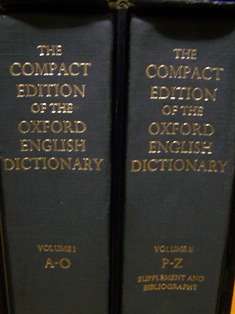 THE
COMPACT
EDITION
OF THE
OXFORD
ENGLISH
DICTIONARY
VOLUME I
A-O
THE
COMPACT
EDITION
OF THE
OXFORD
ENGLISH
DICTIONARY
VOLUME II
P-Z
SUPPLEMENT AND
BIBLIOGRAPHY